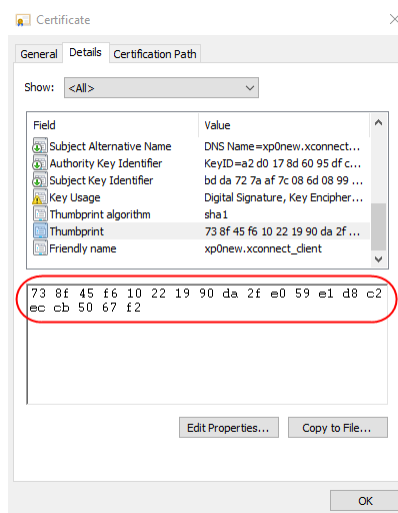 Certificate
General Details Certification Path
Show: <All>
Field Value
Subject Alternative Name DNS Name=xp0new.xconnect...
Authority Key Identifier KeyID=a2 d0 17 8d 60 95 df c...
Subject Key Identifier bd da 72 7a af 7c 08 6d 08 99 ...
Key Usage Digital Signature, Key Encipher...
Thumbprint algorithm sha1
Thumbprint 73 8f 45 f6 10 22 19 90 da 2f ...
Friendly name xp0new.xconnect_client
73 8f 45 f6 10 22 19 90 da 2f e0 59 e1 d8 c2
ec cb 50 67 f2
Edit Properties... Copy to File...
OK